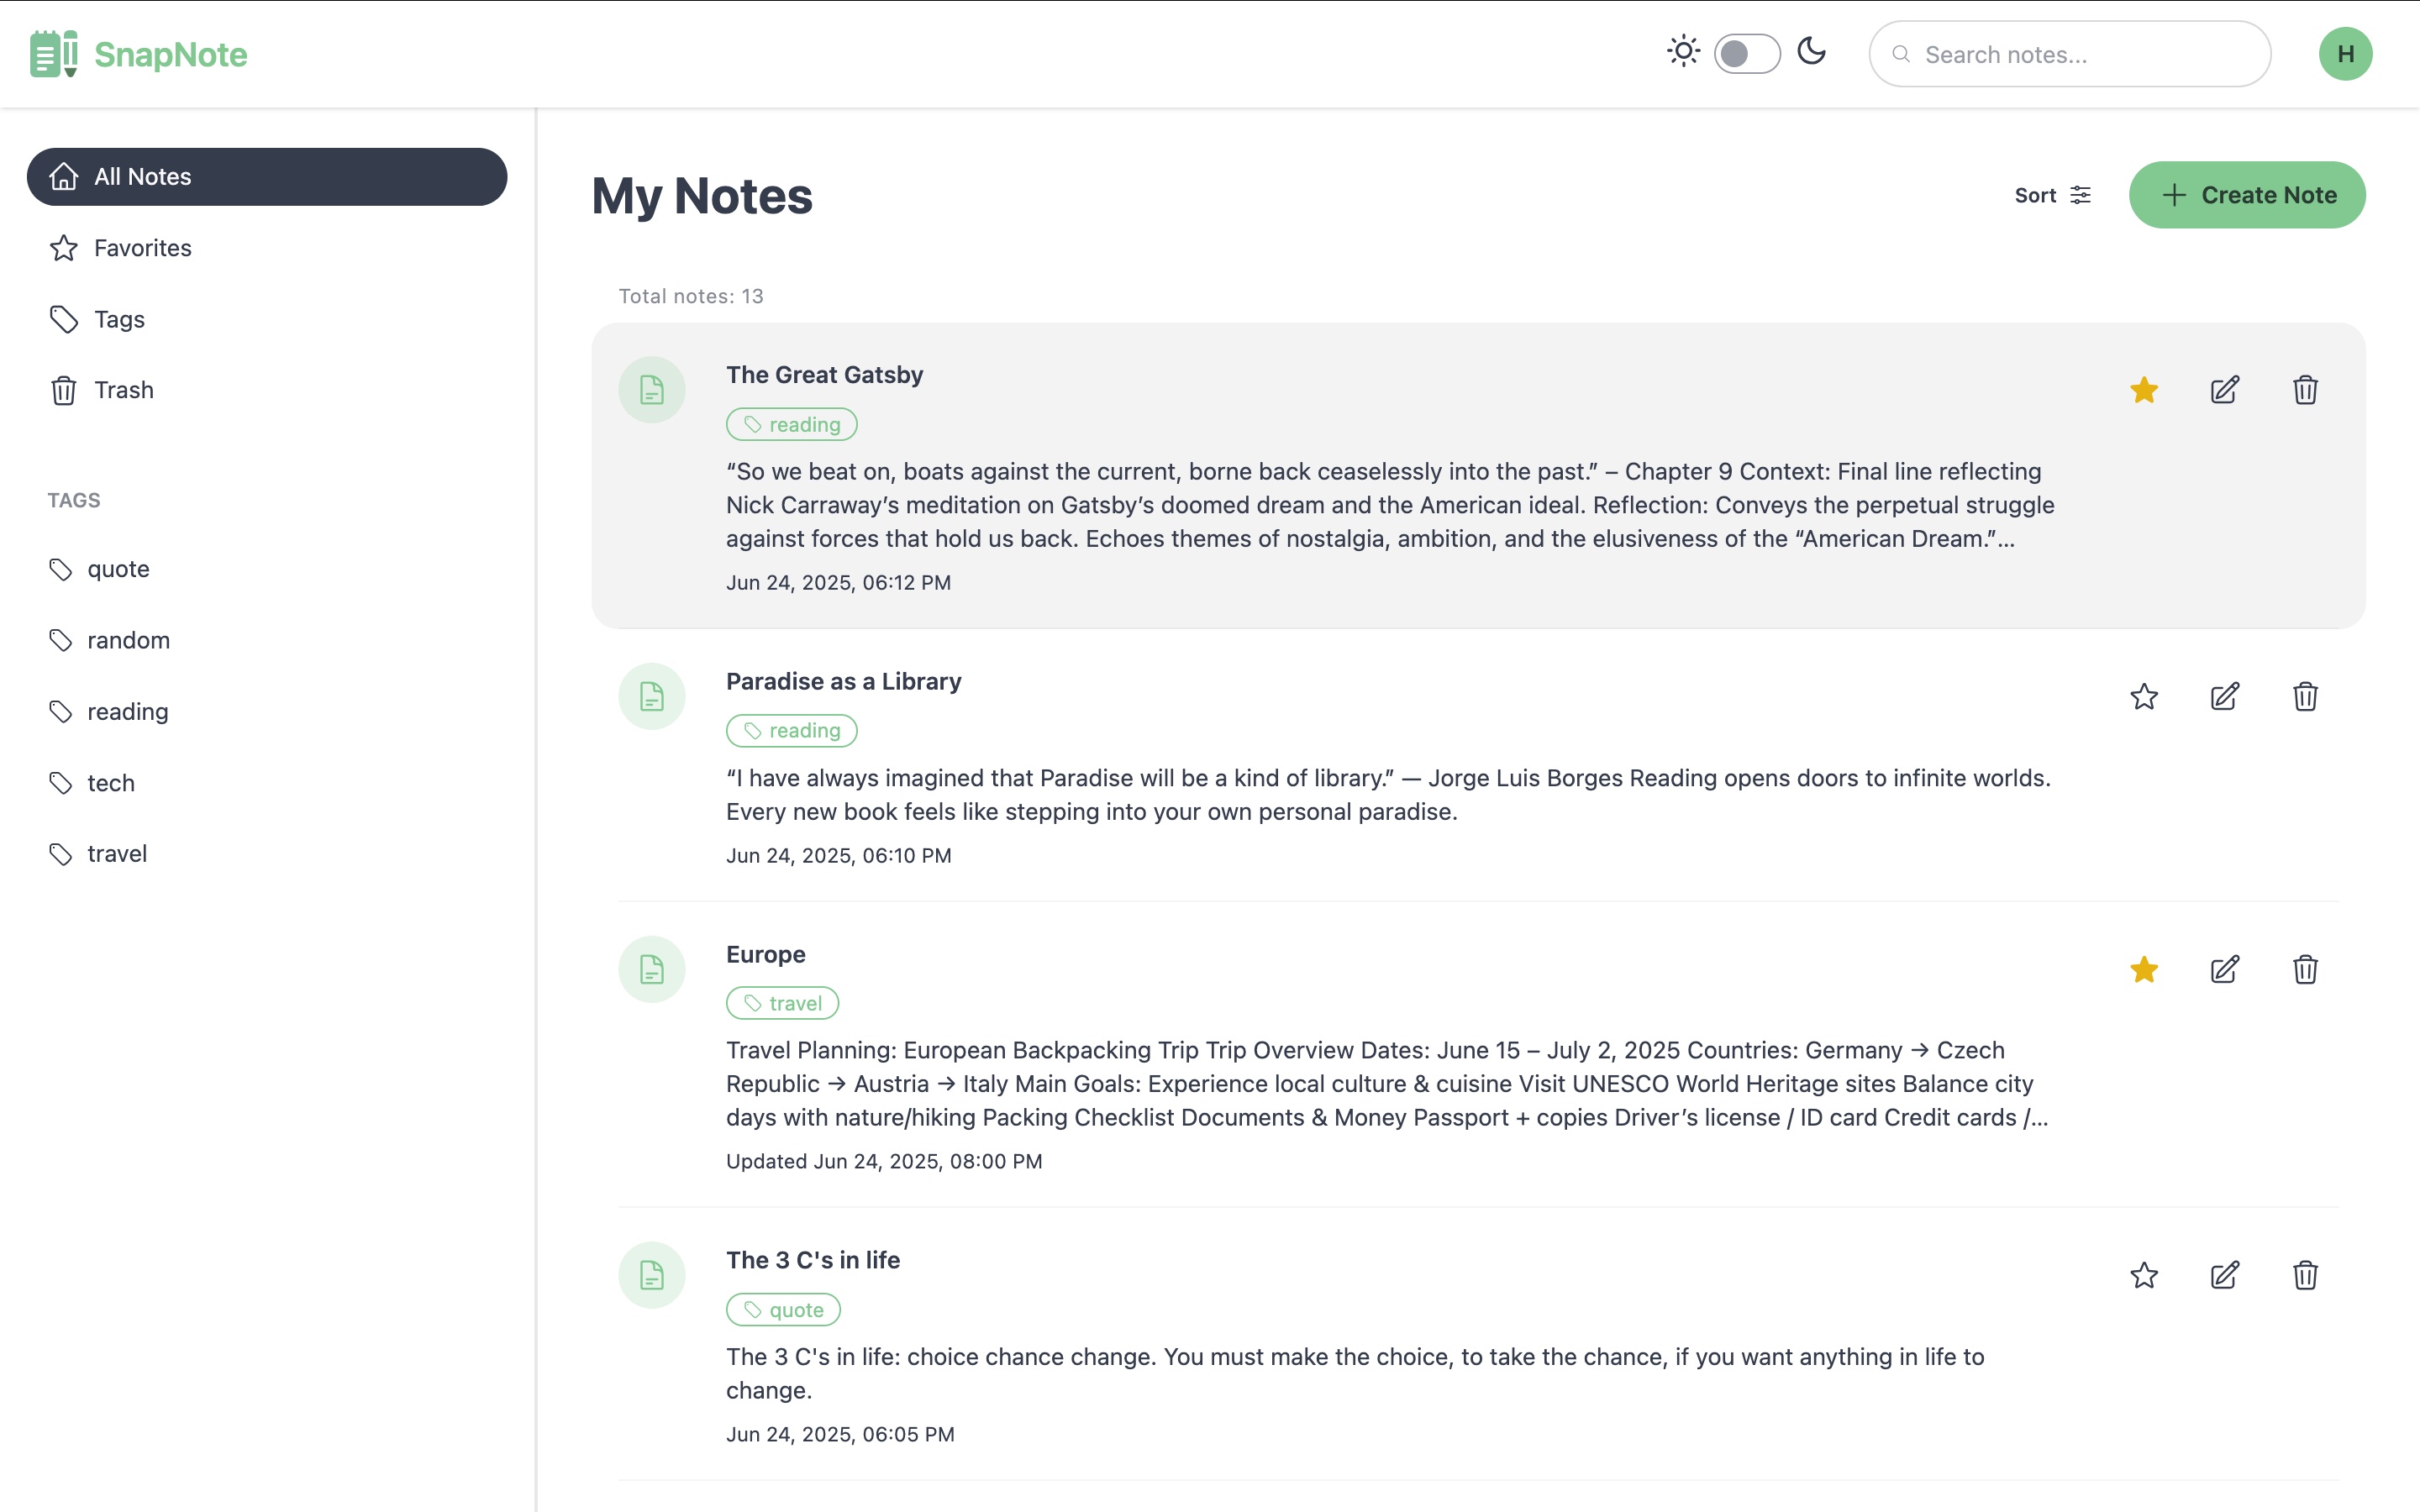 SnapNote
Search notes...
H
All Notes
Favorites
Tags
Trash
TAGS
quote
random
reading
tech
travel
My Notes
Sort
Create Note
Total notes: 13
The Great Gatsby
reading
“So we beat on, boats against the current, borne back ceaselessly into the past.” – Chapter 9 Context: Final line reflecting
Nick Carraway’s meditation on Gatsby’s doomed dream and the American ideal. Reflection: Conveys the perpetual struggle
against forces that hold us back. Echoes themes of nostalgia, ambition, and the elusiveness of the “American Dream.”...
Jun 24, 2025, 06:12 PM
Paradise as a Library
reading
“I have always imagined that Paradise will be a kind of library.” — Jorge Luis Borges Reading opens doors to infinite worlds.
Every new book feels like stepping into your own personal paradise.
Jun 24, 2025, 06:10 PM
Europe
travel
Travel Planning: European Backpacking Trip Trip Overview Dates: June 15 – July 2, 2025 Countries: Germany → Czech
Republic → Austria → Italy Main Goals: Experience local culture & cuisine Visit UNESCO World Heritage sites Balance city
days with nature/hiking Packing Checklist Documents & Money Passport + copies Driver’s license / ID card Credit cards /...
Updated Jun 24, 2025, 08:00 PM
The 3 C's in life
quote
The 3 C's in life: choice chance change. You must make the choice, to take the chance, if you want anything in life to
change.
Jun 24, 2025, 06:05 PM